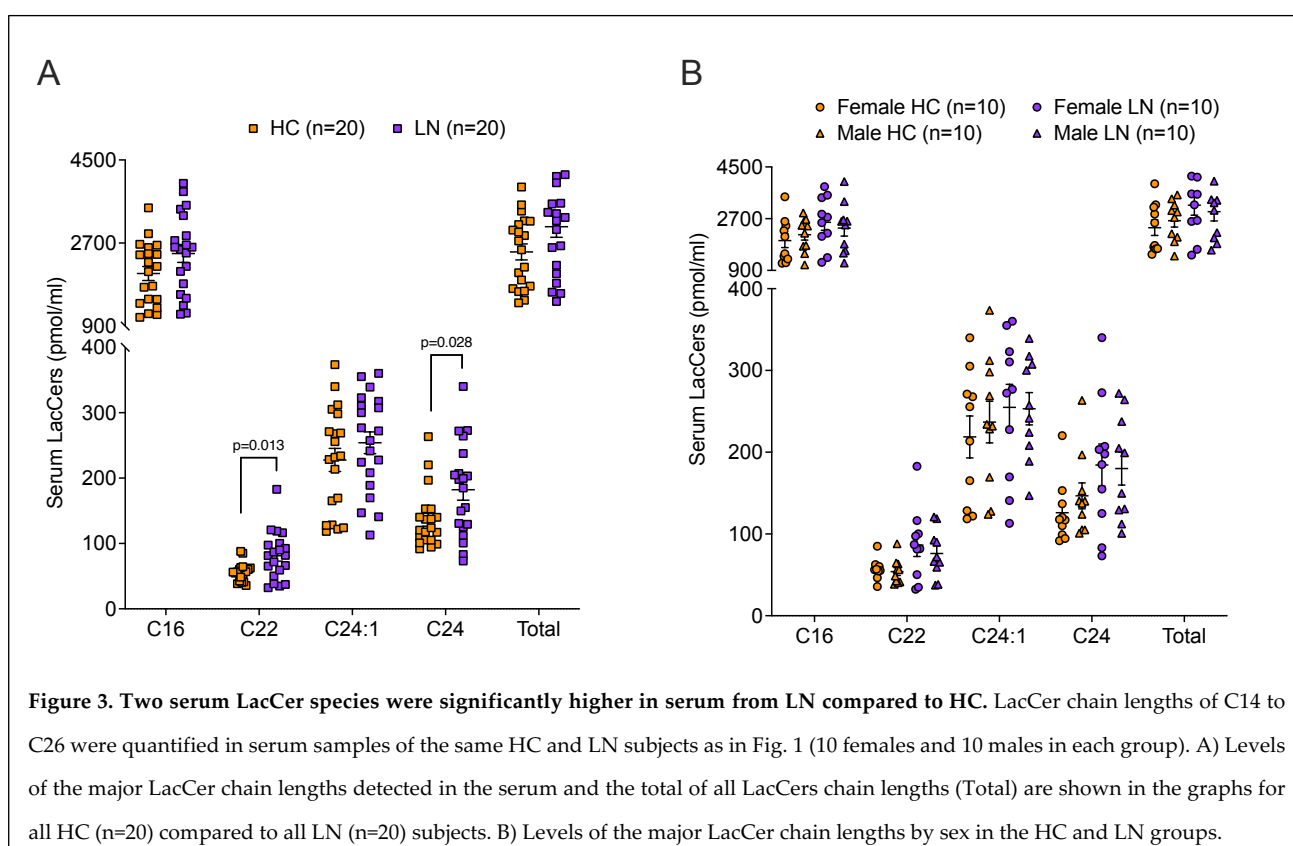 A
HC (n=20) LN (n=20)
4500
2700
900
400
300
200
100
0
Serum LacCers (pmol/ml)
p=0.013
p=0.028
C16 C22 C24:1 C24 Total
B
Female HC (n=10) Female LN (n=10)
Male HC (n=10) Male LN (n=10)
4500
2700
900
400
300
200
100
0
Serum LacCers (pmol/ml)
C16 C22 C24:1 C24 Total
Figure 3. Two serum LacCer species were significantly higher in serum from LN compared to HC. LacCer chain lengths of C14 to
C26 were quantified in serum samples of the same HC and LN subjects as in Fig. 1 (10 females and 10 males in each group). A) Levels
of the major LacCer chain lengths detected in the serum and the total of all LacCers chain lengths (Total) are shown in the graphs for
all HC (n=20) compared to all LN (n=20) subjects. B) Levels of the major LacCer chain lengths by sex in the HC and LN groups.